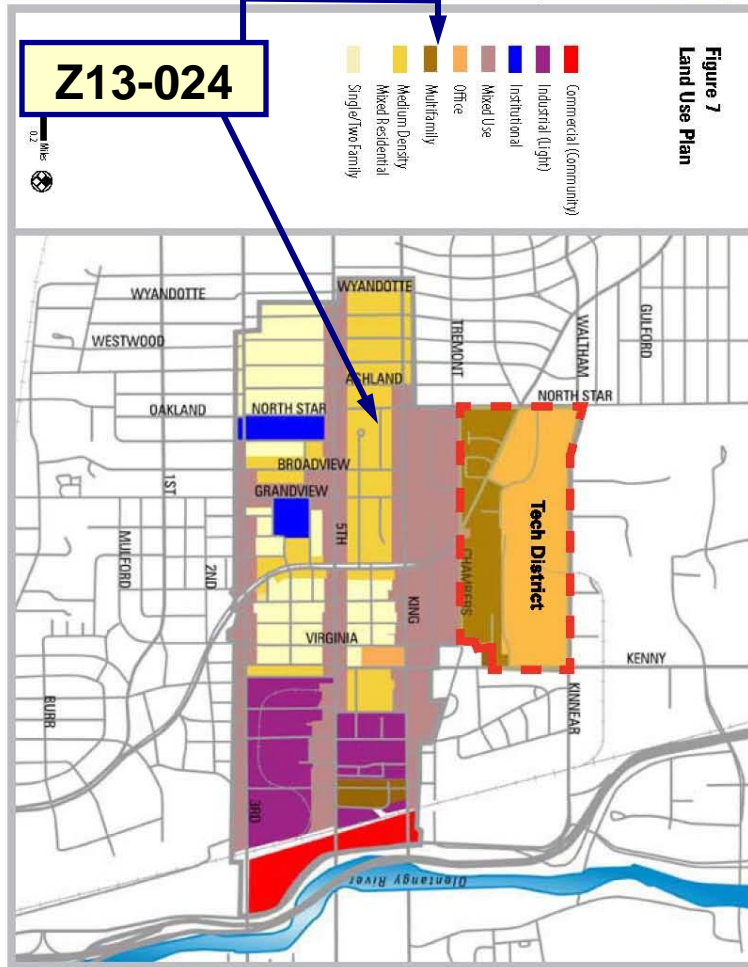 Z13-024
Figure 7
Land Use Plan
Commercial (Community)
Industrial (Light)
Institutional
Mixed Use
Office
Multifamily
Medium Density
Mixed Residential
Single/Two Family
Miles
0.2
WYANDOTTE
WYANDOTTE
WESTWOOD
TREMONT
WALTHAM
GUILFORD
ASHLAND
NORTH STAR
OAKLAND
NORTH STAR
BROADVIEW
1ST
GRANDVIEW
5TH
Tech District
MULFORD
2ND
CHAMBERS
KING
VIRGINIA
KENNY
BURR
KINNEAR
3RD
Olentangy River